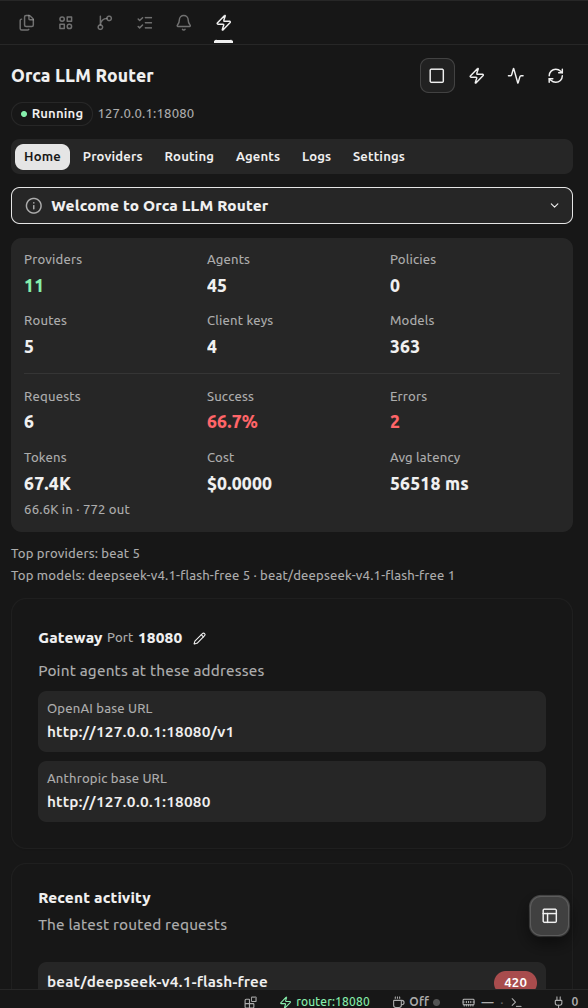 Orca LLM Router
Running 127.0.0.1:18080
Home Providers Routing Agents Logs Settings
Welcome to Orca LLM Router
Providers Agents Policies
11 45 0
Routes Client keys Models
5 4 363
Requests Success Errors
6 66.7% 2
Tokens Cost Avg latency
67.4K $0.0000 56518 ms
66.6K in · 772 out
Top providers: beat 5
Top models: deepseek-v4.1-flash-free 5 · beat/deepseek-v4.1-flash-free 1
Gateway Port 18080
Point agents at these addresses
OpenAI base URL
http://127.0.0.1:18080/v1
Anthropic base URL
http://127.0.0.1:18080
Recent activity
The latest routed requests
beat/deepseek-v4.1-flash-free 420
router:18080 Off — · 0